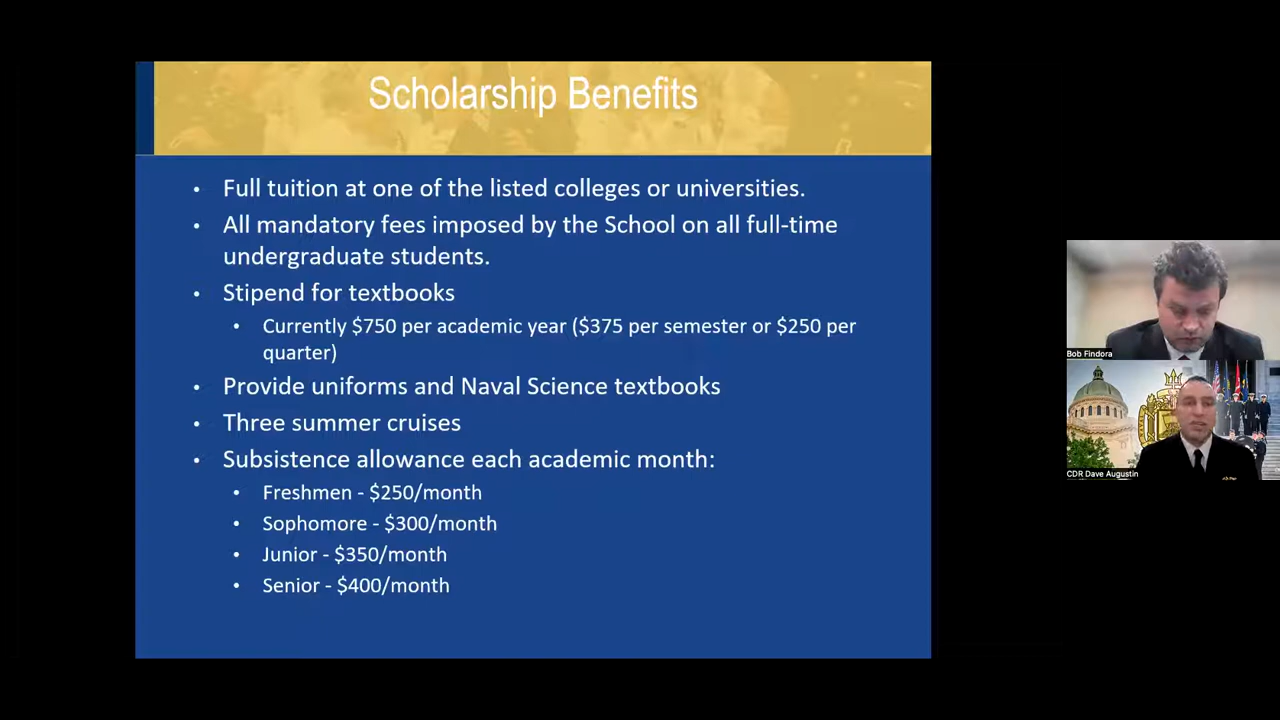 Scholarship Benefits
• Full tuition at one of the listed colleges or universities.
• All mandatory fees imposed by the School on all full-time
undergraduate students.
• Stipend for textbooks
• Currently $750 per academic year ($375 per semester or $250 per
quarter)
• Provide uniforms and Naval Science textbooks
• Three summer cruises
• Subsistence allowance each academic month:
• Freshmen - $250/month
• Sophomore - $300/month
• Junior - $350/month
• Senior - $400/month
Bob Findora
CDR Dave Augustin